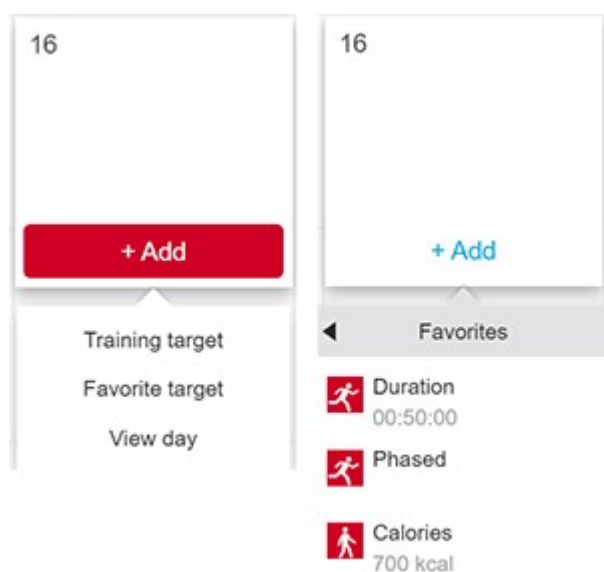 16
+ Add
Training target
Favorite target
View day
16
+ Add
Favorites
Duration
00:50:00
Phased
Calories
700 kcal